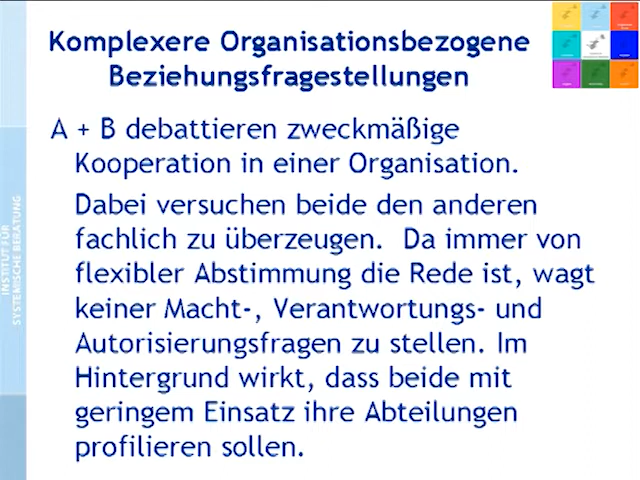 Komplexere Organisationsbezogene
Beziehungsfragestellungen
A + B debattieren zweckmäßige
Kooperation in einer Organisation.
Dabei versuchen beide den anderen
fachlich zu überzeugen. Da immer von
flexibler Abstimmung die Rede ist, wagt
keiner Macht-, Verantwortungs- und
Autorisierungsfragen zu stellen. Im
Hintergrund wirkt, dass beide mit
geringem Einsatz ihre Abteilungen
profilieren sollen.
INSTITUT FÜR
SYSTEMISCHE BERATUNG